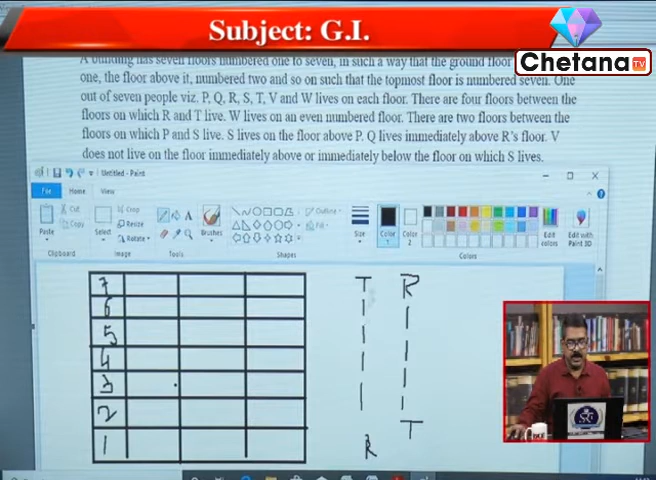 Subject: G.I.
Chetana
TV
A building has seven floors numbered one to seven, in such a way that the ground floor
one, the floor above it, numbered two and so on such that the topmost floor is numbered seven. One
out of seven people viz. P, Q, R, S, T, V and W lives on each floor. There are four floors between the
floors on which R and T live. W lives on an even numbered floor. There are two floors between the
floors on which P and S live. S lives on the floor above P. Q lives immediately above R's floor. V
does not live on the floor immediately above or immediately below the floor on which S lives.
Untitled - Paint
File Home View
Cut
Copy
Paste
Clipboard
Crop
Resize
Rotate
Select
Image
Tools
Brushes
Outline
Fill
Shapes
Size
Color 1
Color 2
Edit colors
Edit with Paint 3D
Colors
7
6
5
4
3
2
1
T R
T
R